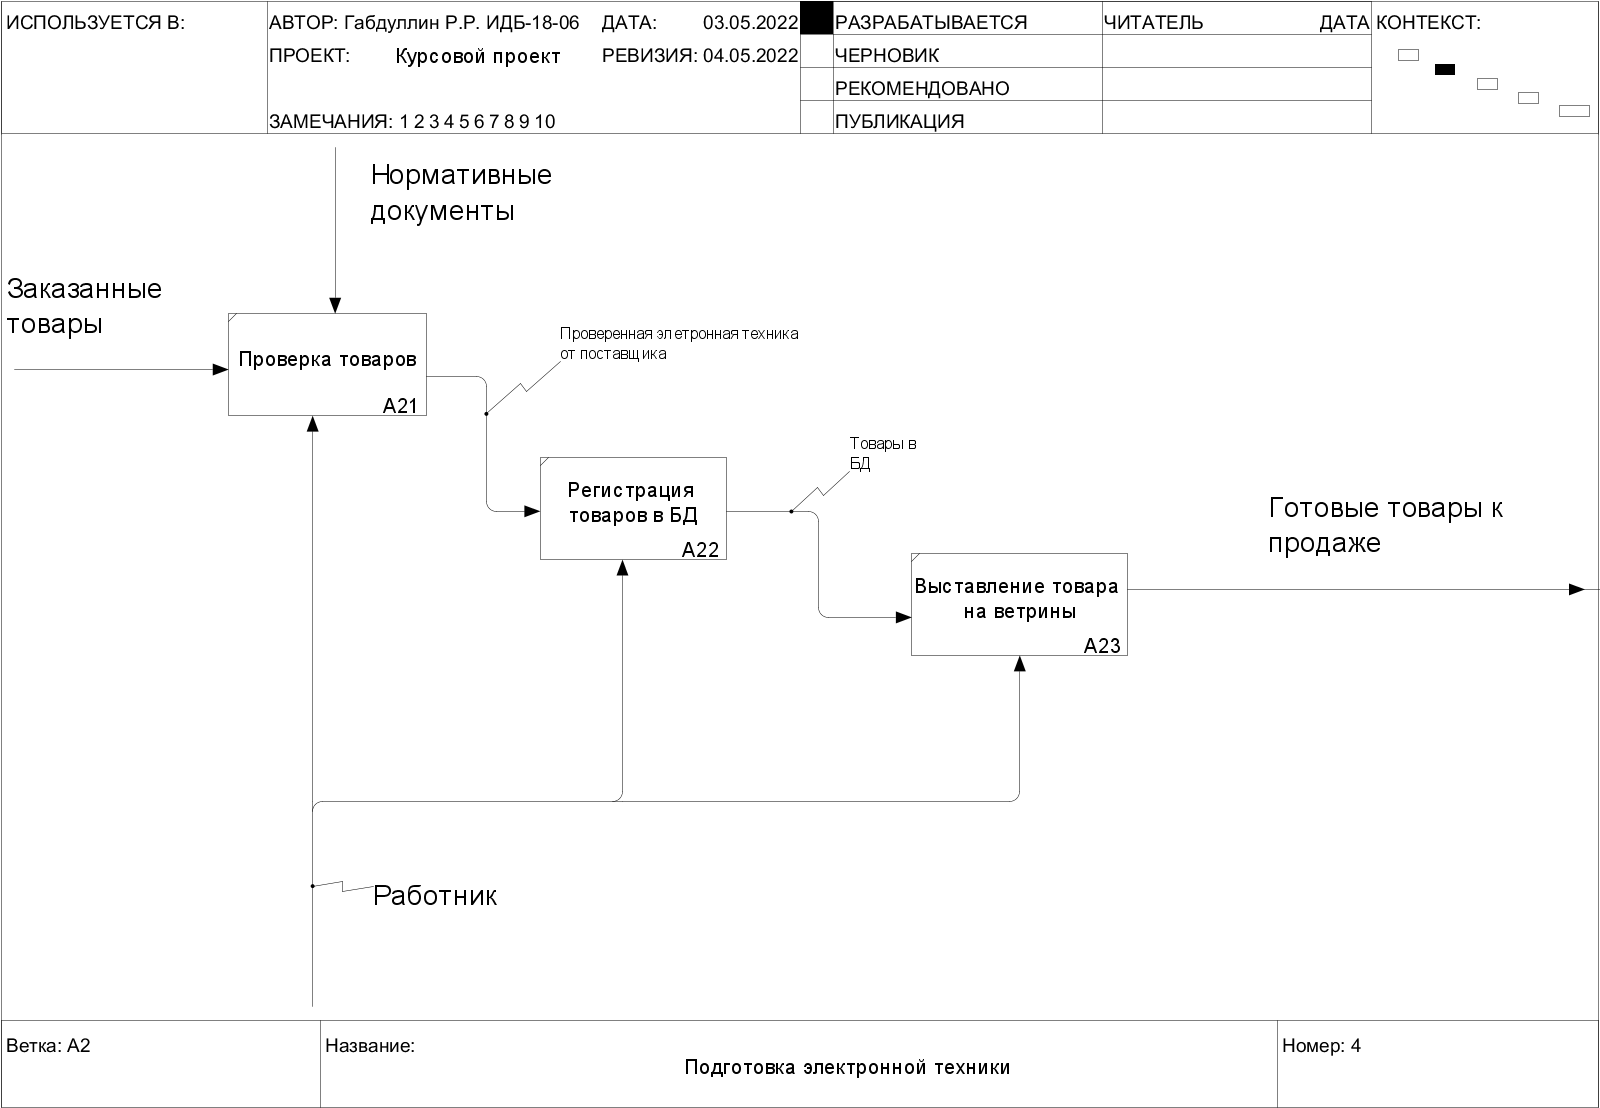 ИСПОЛЬЗУЕТСЯ В:
АВТОР: Габдуллин Р.Р. ИДБ-18-06
ДАТА: 03.05.2022
ПРОЕКТ: Курсовой проект
РЕВИЗИЯ: 04.05.2022
ЗАМЕЧАНИЯ: 1 2 3 4 5 6 7 8 9 10
РАЗРАБАТЫВАЕТСЯ
ЧЕРНОВИК
РЕКОМЕНДОВАНО
ПУБЛИКАЦИЯ
ЧИТАТЕЛЬ
ДАТА
КОНТЕКСТ:
Нормативные
документы
Заказанные
товары
Проверка товаров
A21
Проверенная элетронная техника
от поставщика
Регистрация
товаров в БД
A22
Товары в
БД
Выставление товара
на ветрины
A23
Готовые товары к
продаже
Работник
Ветка: A2
Название:
Подготовка электронной техники
Номер: 4